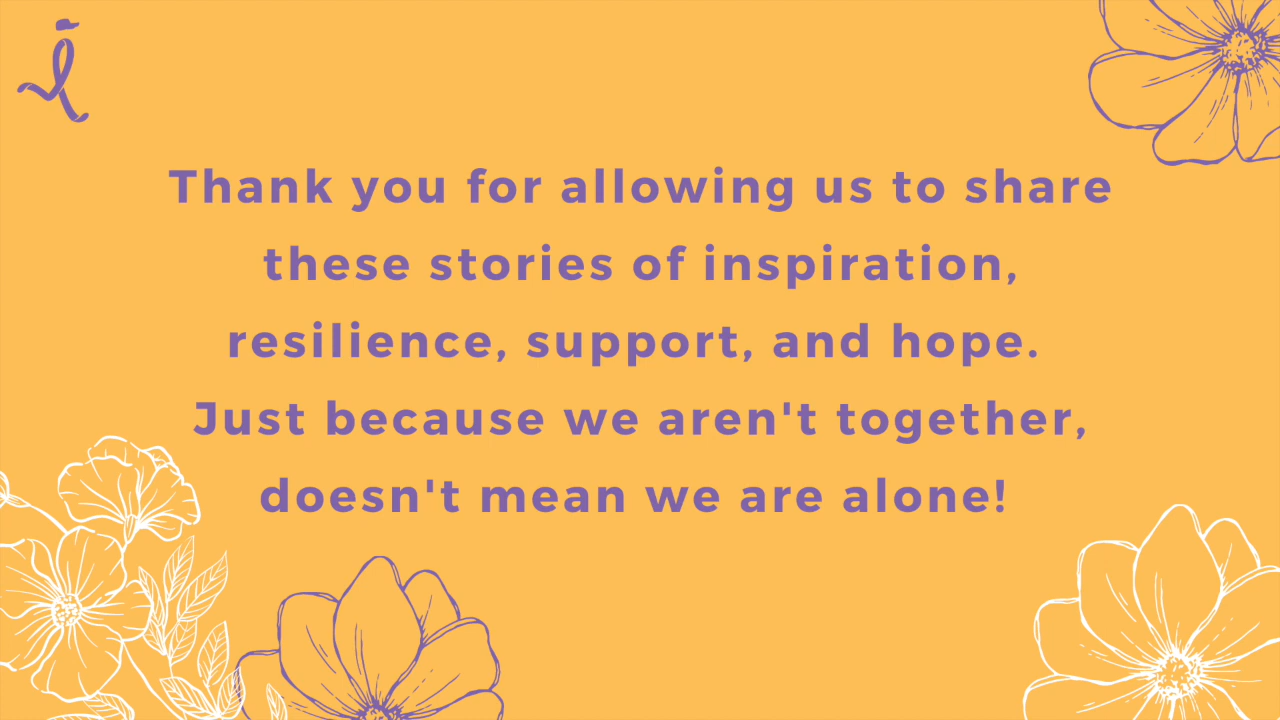 Thank you for allowing us to share
these stories of inspiration,
resilience, support, and hope.
Just because we aren't together,
doesn't mean we are alone!